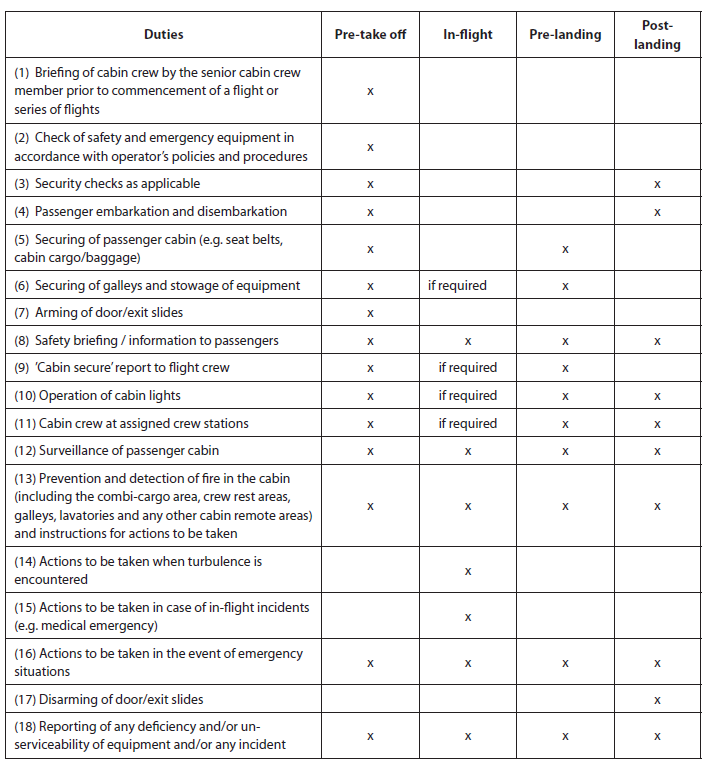 Duties Pre-take off In-flight Pre-landing Post-
landing
(1) Briefing of cabin crew by the senior cabin crew
member prior to commencement of a flight or
series of flights
x
(2) Check of safety and emergency equipment in
accordance with operator's policies and procedures
x
(3) Security checks as applicable x x
(4) Passenger embarkation and disembarkation x x
(5) Securing of passenger cabin (e.g. seat belts,
cabin cargo/baggage)
x x
(6) Securing of galleys and stowage of equipment x if required x
(7) Arming of door/exit slides x
(8) Safety briefing / information to passengers x x x x
(9) 'Cabin secure' report to flight crew x if required x
(10) Operation of cabin lights x if required x x
(11) Cabin crew at assigned crew stations x if required x x
(12) Surveillance of passenger cabin x x x x
(13) Prevention and detection of fire in the cabin
(including the combi-cargo area, crew rest areas,
galleys, lavatories and any other cabin remote areas)
and instructions for actions to be taken
x x x x
(14) Actions to be taken when turbulence is
encountered
x
(15) Actions to be taken in case of in-flight incidents
(e.g. medical emergency)
x
(16) Actions to be taken in the event of emergency
situations
x x x x
(17) Disarming of door/exit slides x
(18) Reporting of any deficiency and/or un-
serviceability of equipment and/or any incident
x x x x